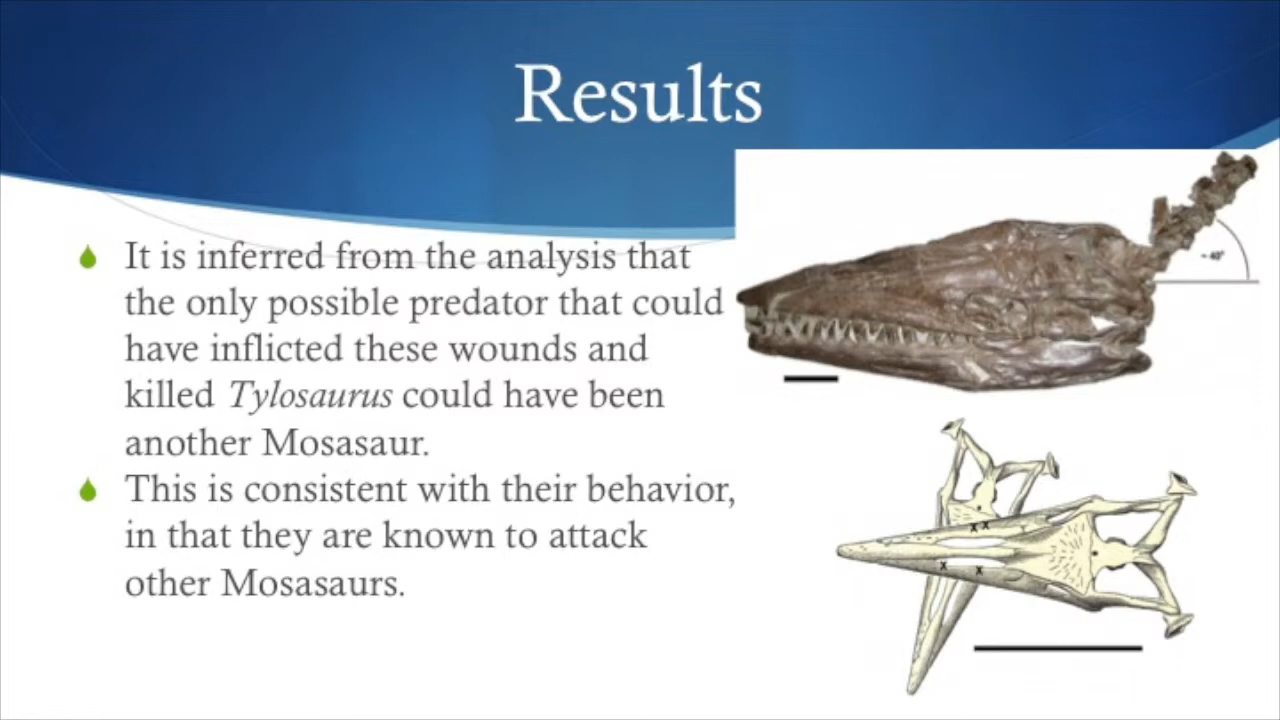 Results
It is inferred from the analysis that
the only possible predator that could
have inflicted these wounds and
killed Tylosaurus could have been
another Mosasaur.
This is consistent with their behavior,
in that they are known to attack
other Mosasaurs.
~ 40°
x x
x x